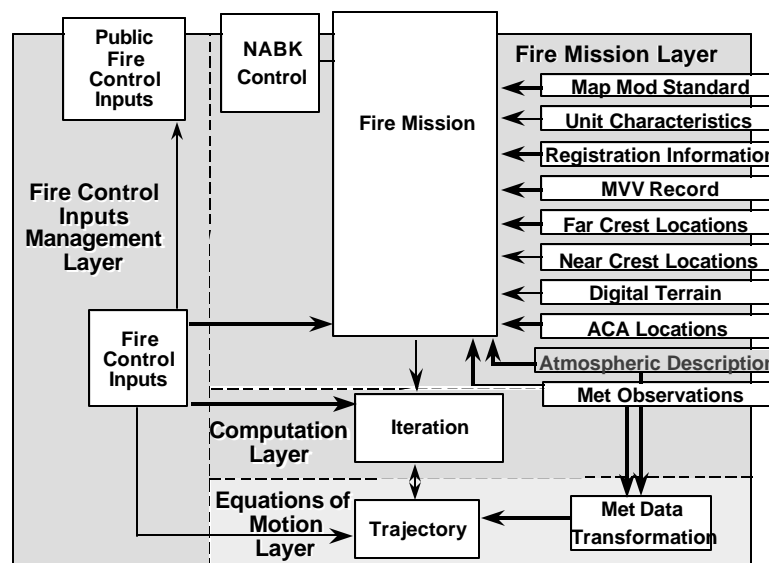 Public
Fire
Control
Inputs
NABK
Control
Fire Mission
Fire Mission Layer
Map Mod Standard
Unit Characteristics
Registration Information
MVV Record
Far Crest Locations
Near Crest Locations
Digital Terrain
ACA Locations
Atmospheric Description
Met Observations
Fire Control
Inputs
Management
Layer
Fire
Control
Inputs
Computation
Layer
Iteration
Equations of
Motion
Layer
Trajectory
Met Data
Transformation